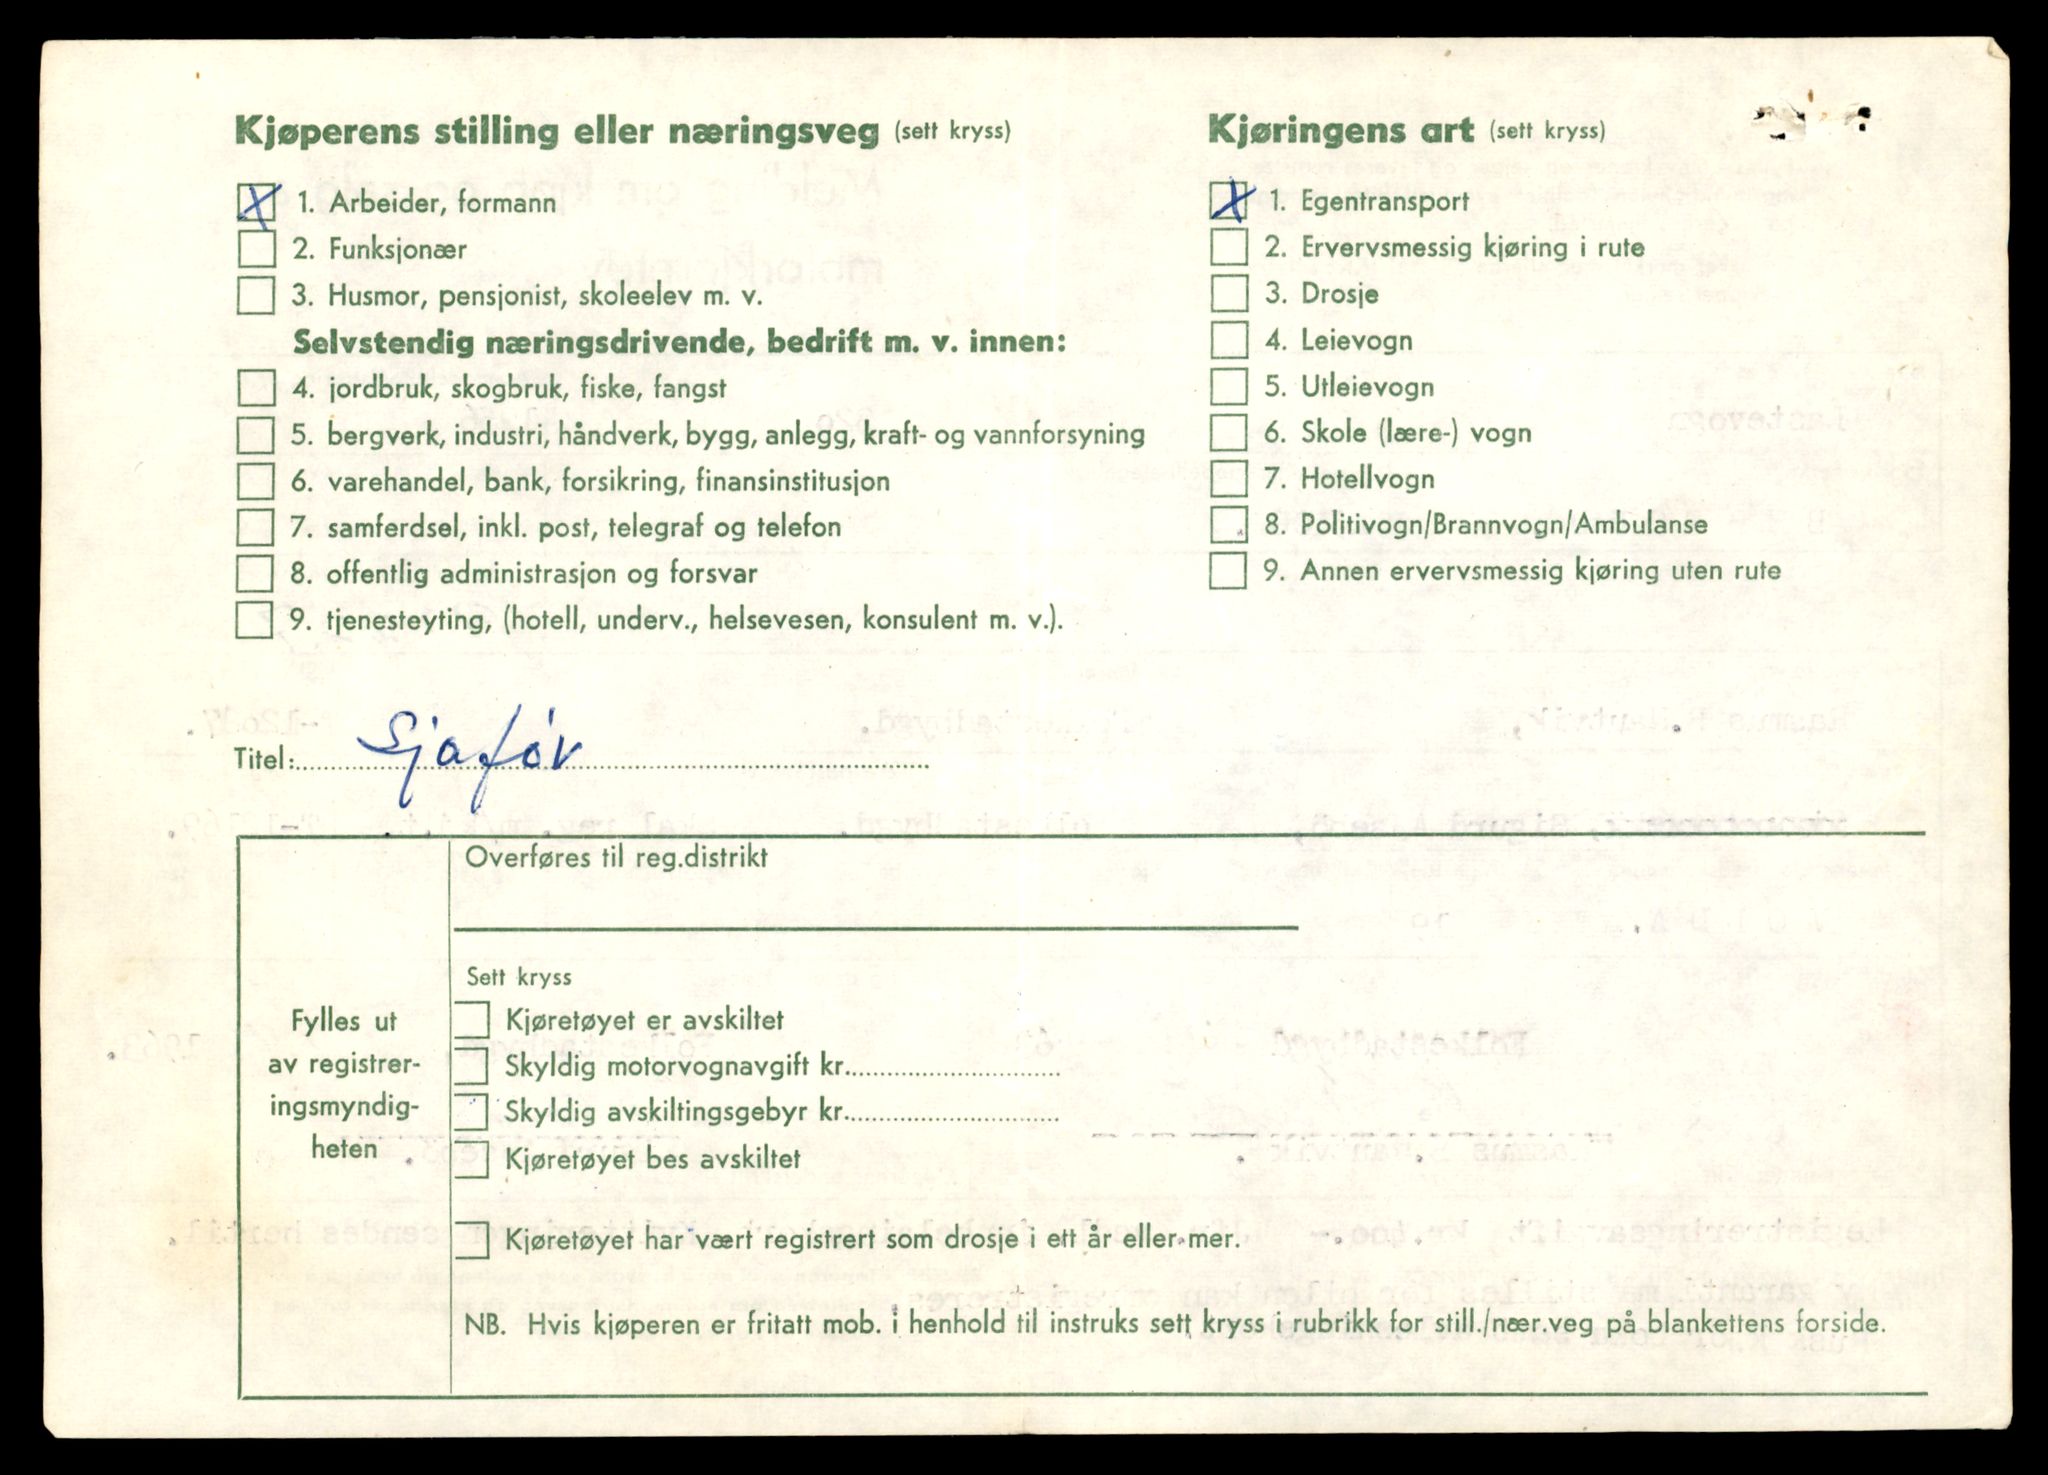 Kjøperens stilling eller næringsveg (sett kryss)
X 1. Arbeider, formann
2. Funksjonær
3. Husmor, pensjonist, skoleelev m. v.
Selvstendig næringsdrivende, bedrift m. v. innen:
4. jordbruk, skogbruk, fiske, fangst
5. bergverk, industri, håndverk, bygg, anlegg, kraft- og vannforsyning
6. varehandel, bank, forsikring, finansinstitusjon
7. samferdsel, inkl. post, telegraf og telefon
8. offentlig administrasjon og forsvar
9. tjenesteyting, (hotell, underv., helsevesen, konsulent m. v.).
Kjøringens art (sett kryss)
X 1. Egentransport
2. Ervervsmessig kjøring i rute
3. Drosje
4. Leievogn
5. Utleievogn
6. Skole (lære-) vogn
7. Hotellvogn
8. Politivogn/Brannvogn/Ambulanse
9. Annen ervervsmessig kjøring uten rute
Titel: Sjafør
Fylles ut
av registrer-
ingsmyndig-
heten
Overføres til reg.distrikt
Sett kryss
Kjøretøyet er avskiltet
Skyldig motorvognavgift kr.
Skyldig avskiltingsgebyr kr.
Kjøretøyet bes avskiltet
Kjøretøyet har vært registrert som drosje i ett år eller mer.
NB. Hvis kjøperen er fritatt mob. i henhold til instruks sett kryss i rubrikk for still./nær.veg på blankettens forside.